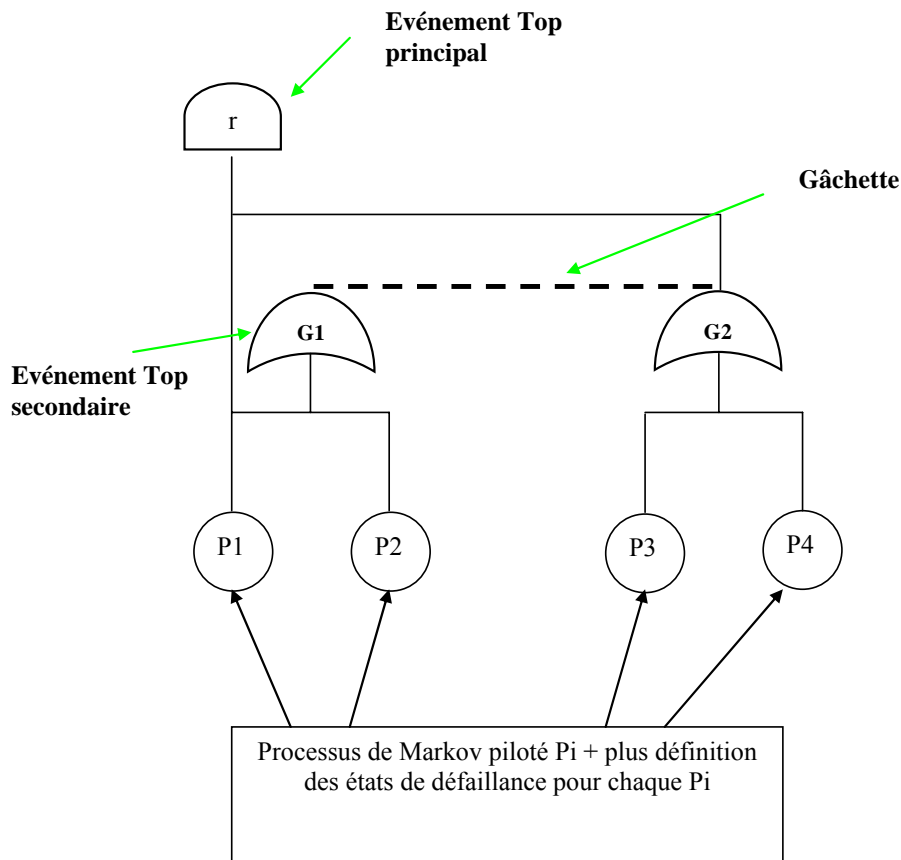 Evénement Top
principal
r
Gâchette
G1
G2
Evénement Top
secondaire
P1
P2
P3
P4
Processus de Markov piloté Pi + plus définition
des états de défaillance pour chaque Pi